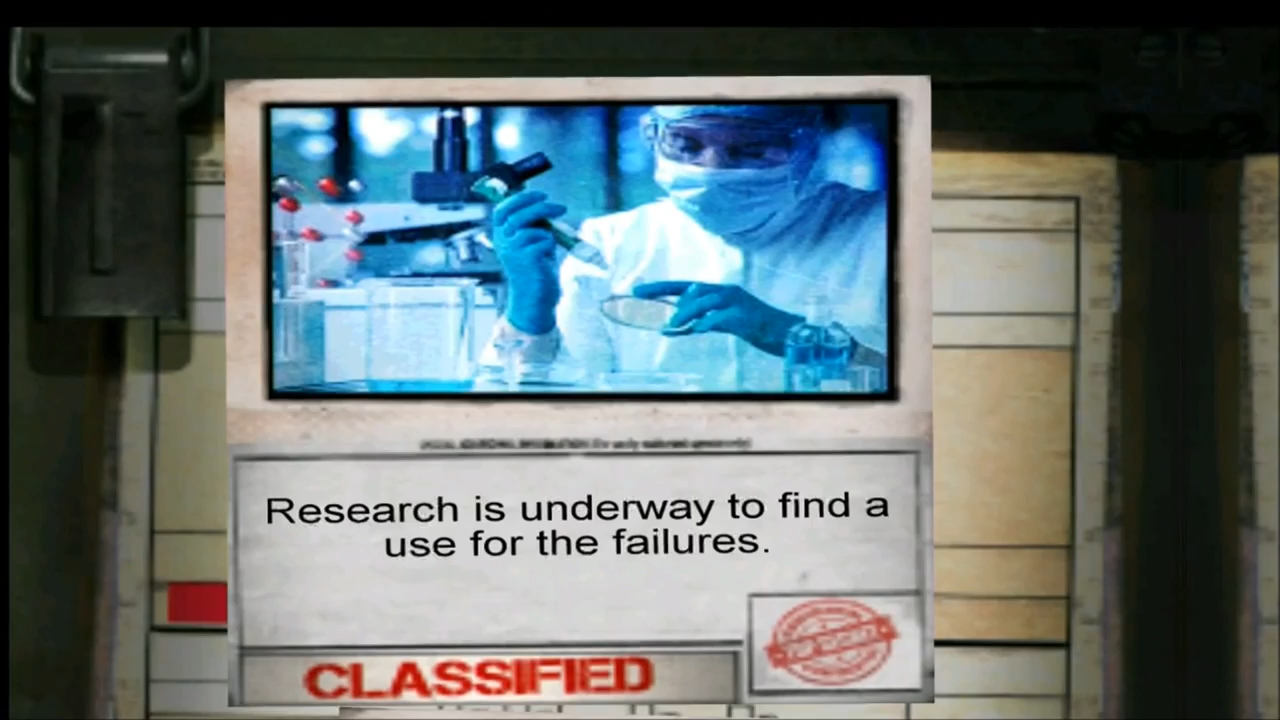 Research is underway to find a
use for the failures.
CLASSIFIED